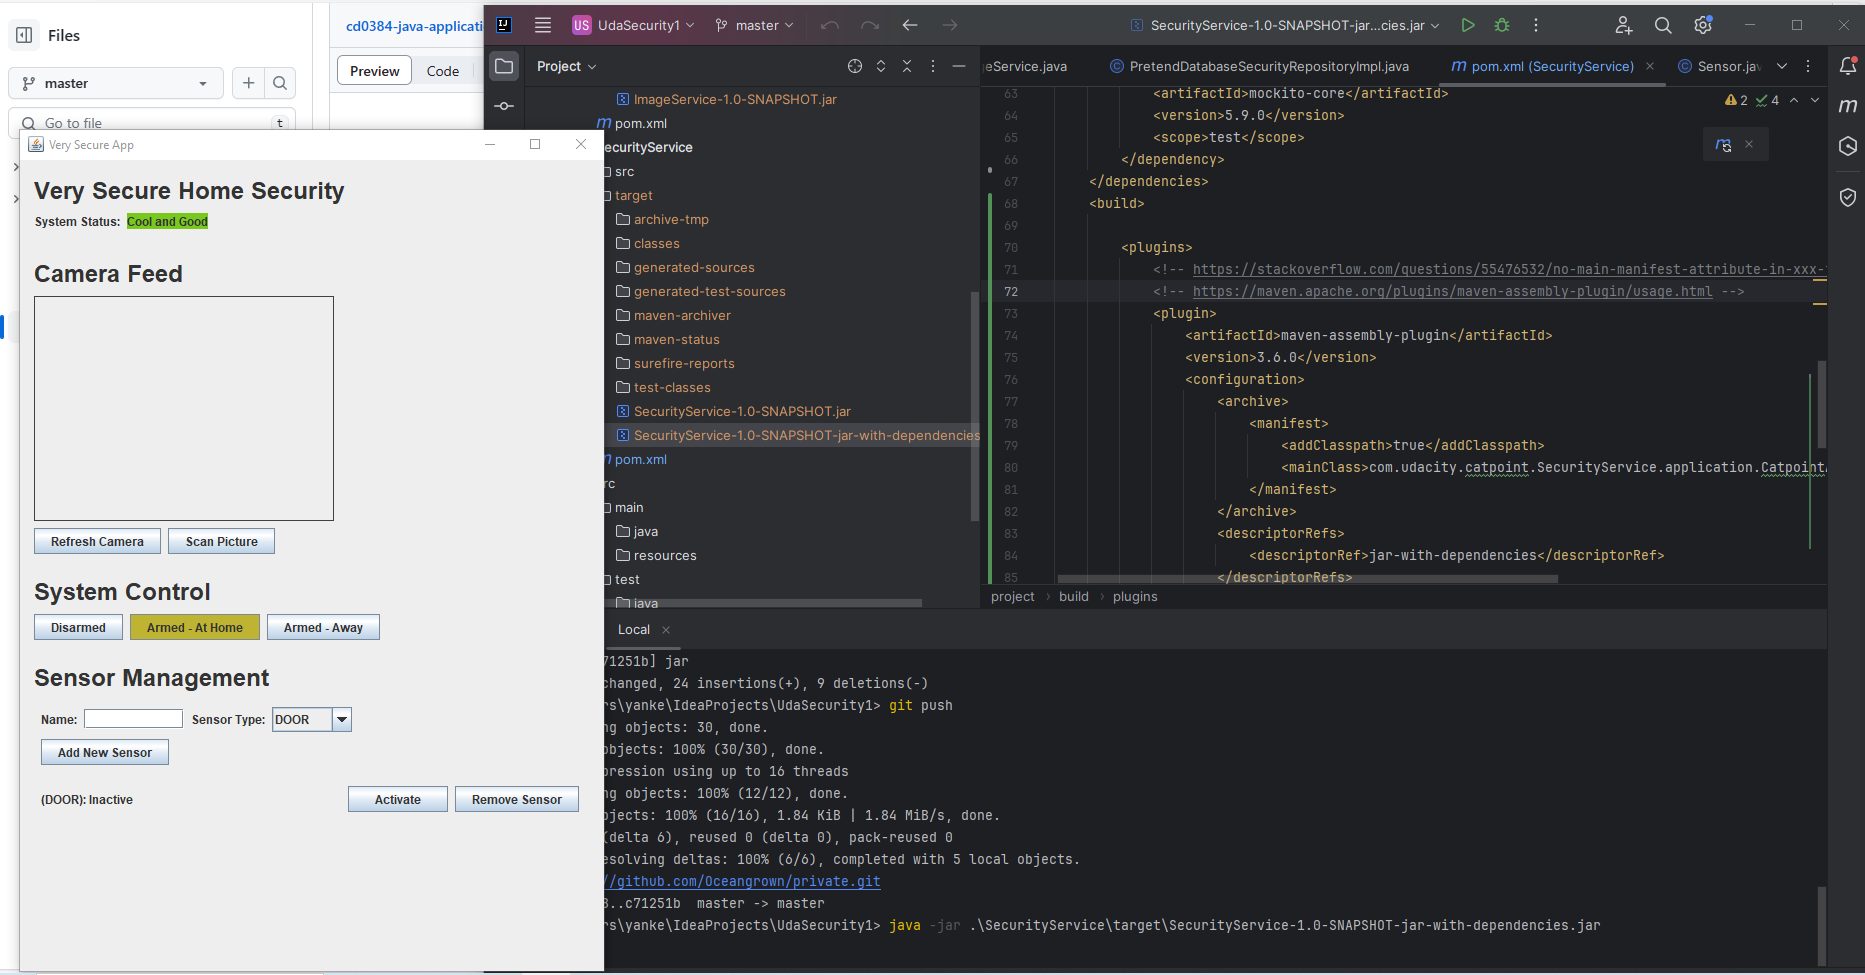 Files
master
Go to file
t
cd0384-java-applicati
Preview
Code
Very Secure App
Very Secure Home Security
System Status: Cool and Good
Camera Feed
Refresh Camera
Scan Picture
System Control
Disarmed
Armed - At Home
Armed - Away
Sensor Management
Name:
Sensor Type:
DOOR
Add New Sensor
(DOOR): Inactive
Activate
Remove Sensor
US
UdaSecurity1
master
SecurityService-1.0-SNAPSHOT-jar...cies.jar
Project
ImageService-1.0-SNAPSHOT.jar
m pom.xml
ecurityService
src
target
archive-tmp
classes
generated-sources
generated-test-sources
maven-archiver
maven-status
surefire-reports
test-classes
SecurityService-1.0-SNAPSHOT.jar
SecurityService-1.0-SNAPSHOT-jar-with-dependencies
pom.xml
rc
main
java
resources
test
java
eService.java
PretendDatabaseSecurityRepositoryImpl.java
m pom.xml (SecurityService)
Sensor.jav
2
4
63 <artifactId>mockito-core</artifactId>
64 <version>5.9.0</version>
65 <scope>test</scope>
66 </dependency>
67 </dependencies>
68 <build>
69
70 <plugins>
71 <!-- https://stackoverflow.com/questions/55476532/no-main-manifest-attribute-in-xxx-
72 <!-- https://maven.apache.org/plugins/maven-assembly-plugin/usage.html -->
73 <plugin>
74 <artifactId>maven-assembly-plugin</artifactId>
75 <version>3.6.0</version>
76 <configuration>
77 <archive>
78 <manifest>
79 <addClasspath>true</addClasspath>
80 <mainClass>com.udacity.catpoint.SecurityService.application.Catpoint
81 </manifest>
82 </archive>
83 <descriptorRefs>
84 <descriptorRef>jar-with-dependencies</descriptorRef>
85 </descriptorRefs>
project › build › plugins
Local
71251b] jar
changed, 24 insertions(+), 9 deletions(-)
rs\yanke\IdeaProjects\UdaSecurity1> git push
ng objects: 30, done.
objects: 100% (30/30), done.
pression using up to 16 threads
ng objects: 100% (12/12), done.
bjects: 100% (16/16), 1.84 KiB | 1.84 MiB/s, done.
(delta 6), reused 0 (delta 0), pack-reused 0
esolving deltas: 100% (6/6), completed with 5 local objects.
//github.com/Oceangrown/private.git
3..c71251b master -> master
rs\yanke\IdeaProjects\UdaSecurity1> java -jar .\SecurityService\target\SecurityService-1.0-SNAPSHOT-jar-with-dependencies.jar